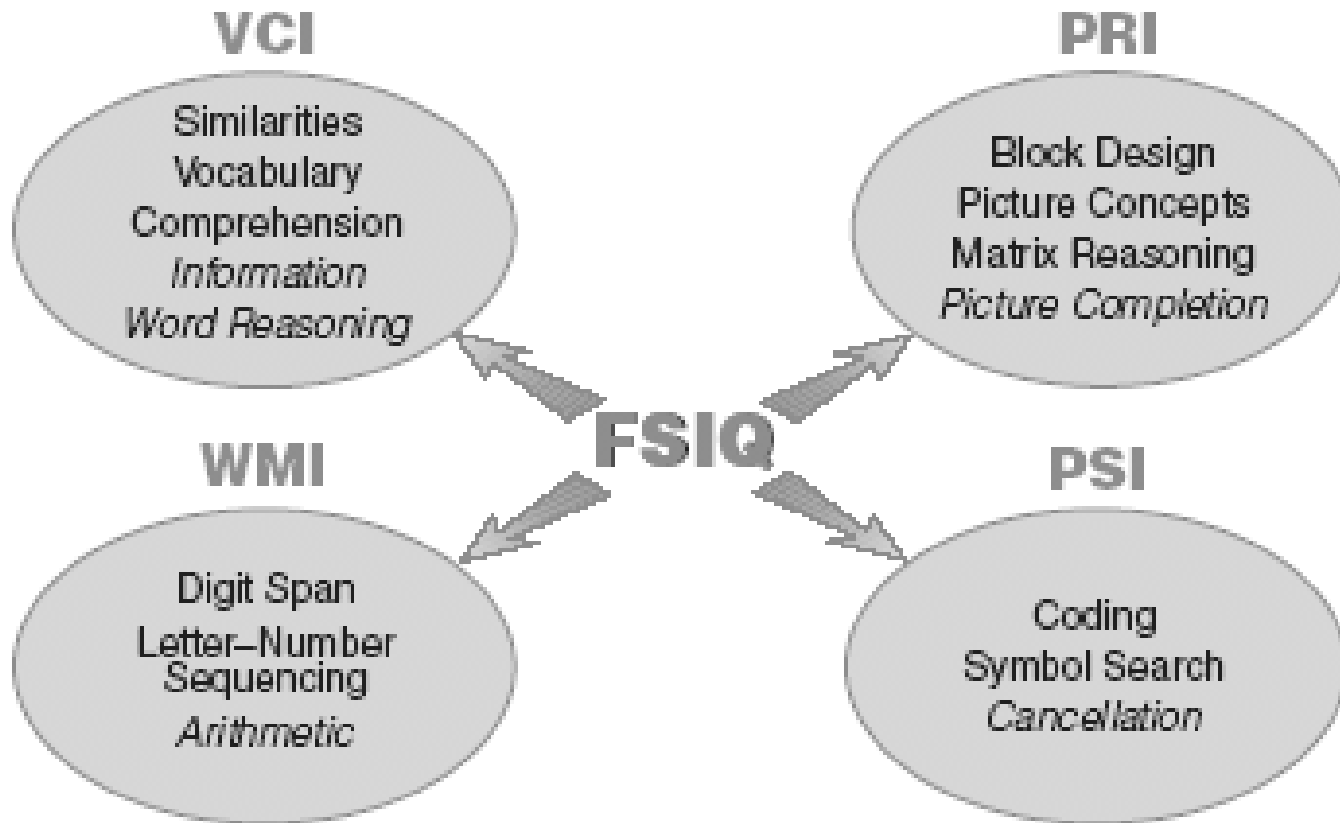 VCI
Similarities
Vocabulary
Comprehension
Information
Word Reasoning
PRI
Block Design
Picture Concepts
Matrix Reasoning
Picture Completion
FSIQ
WMI
Digit Span
Letter–Number
Sequencing
Arithmetic
PSI
Coding
Symbol Search
Cancellation